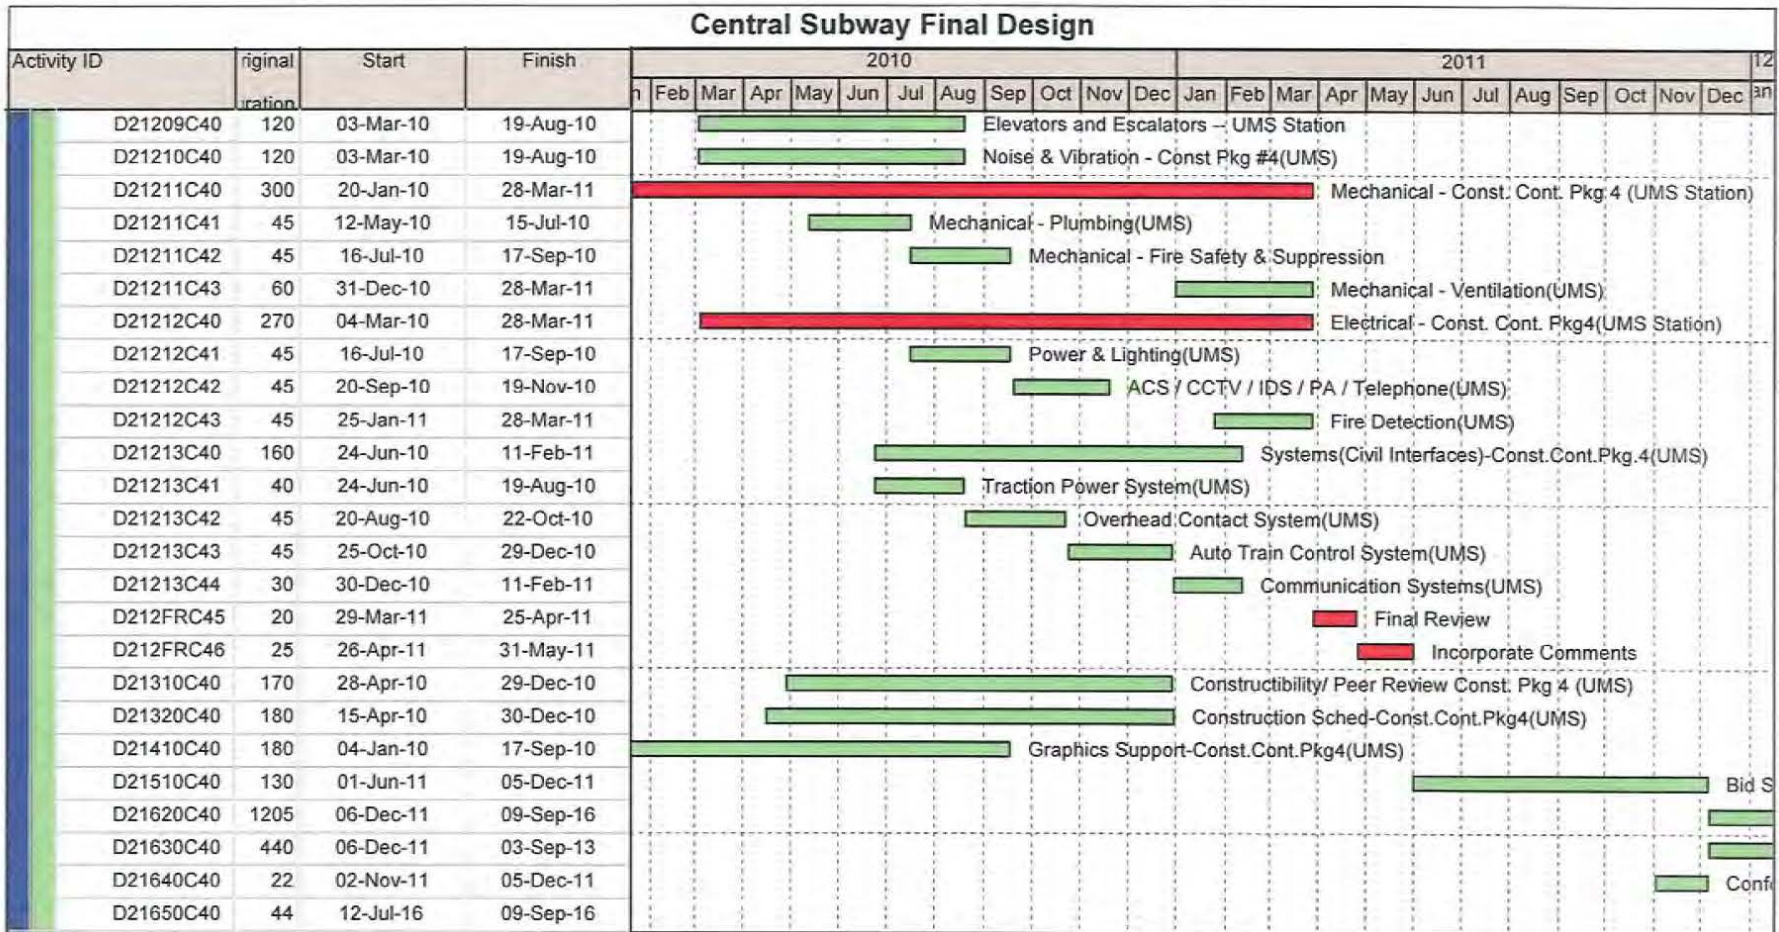 Central Subway Final Design
Activity ID riginal Start Finish 2010 2011 12
uration n Feb Mar Apr May Jun Jul Aug Sep Oct Nov Dec Jan Feb Mar Apr May Jun Jul Aug Sep Oct Nov Dec an
D21209C40 120 03-Mar-10 19-Aug-10 Elevators and Escalators -- UMS Station
D21210C40 120 03-Mar-10 19-Aug-10 Noise & Vibration - Const Pkg #4(UMS)
D21211C40 300 20-Jan-10 28-Mar-11 Mechanical - Const. Cont. Pkg 4 (UMS Station)
D21211C41 45 12-May-10 15-Jul-10 Mechanical - Plumbing(UMS)
D21211C42 45 16-Jul-10 17-Sep-10 Mechanical - Fire Safety & Suppression
D21211C43 60 31-Dec-10 28-Mar-11 Mechanical - Ventilation(UMS)
D21212C40 270 04-Mar-10 28-Mar-11 Electrical - Const. Cont. Pkg4(UMS Station)
D21212C41 45 16-Jul-10 17-Sep-10 Power & Lighting(UMS)
D21212C42 45 20-Sep-10 19-Nov-10 ACS / CCTV / IDS / PA / Telephone(UMS)
D21212C43 45 25-Jan-11 28-Mar-11 Fire Detection(UMS)
D21213C40 160 24-Jun-10 11-Feb-11 Systems(Civil Interfaces)-Const.Cont.Pkg.4(UMS)
D21213C41 40 24-Jun-10 19-Aug-10 Traction Power System(UMS)
D21213C42 45 20-Aug-10 22-Oct-10 Overhead Contact System(UMS)
D21213C43 45 25-Oct-10 29-Dec-10 Auto Train Control System(UMS)
D21213C44 30 30-Dec-10 11-Feb-11 Communication Systems(UMS)
D212FRC45 20 29-Mar-11 25-Apr-11 Final Review
D212FRC46 25 26-Apr-11 31-May-11 Incorporate Comments
D21310C40 170 28-Apr-10 29-Dec-10 Constructibility/ Peer Review Const. Pkg 4 (UMS)
D21320C40 180 15-Apr-10 30-Dec-10 Construction Sched-Const.Cont.Pkg4(UMS)
D21410C40 180 04-Jan-10 17-Sep-10 Graphics Support-Const.Cont.Pkg4(UMS)
D21510C40 130 01-Jun-11 05-Dec-11 Bid S
D21620C40 1205 06-Dec-11 09-Sep-16
D21630C40 440 06-Dec-11 03-Sep-13
D21640C40 22 02-Nov-11 05-Dec-11 Conf
D21650C40 44 12-Jul-16 09-Sep-16